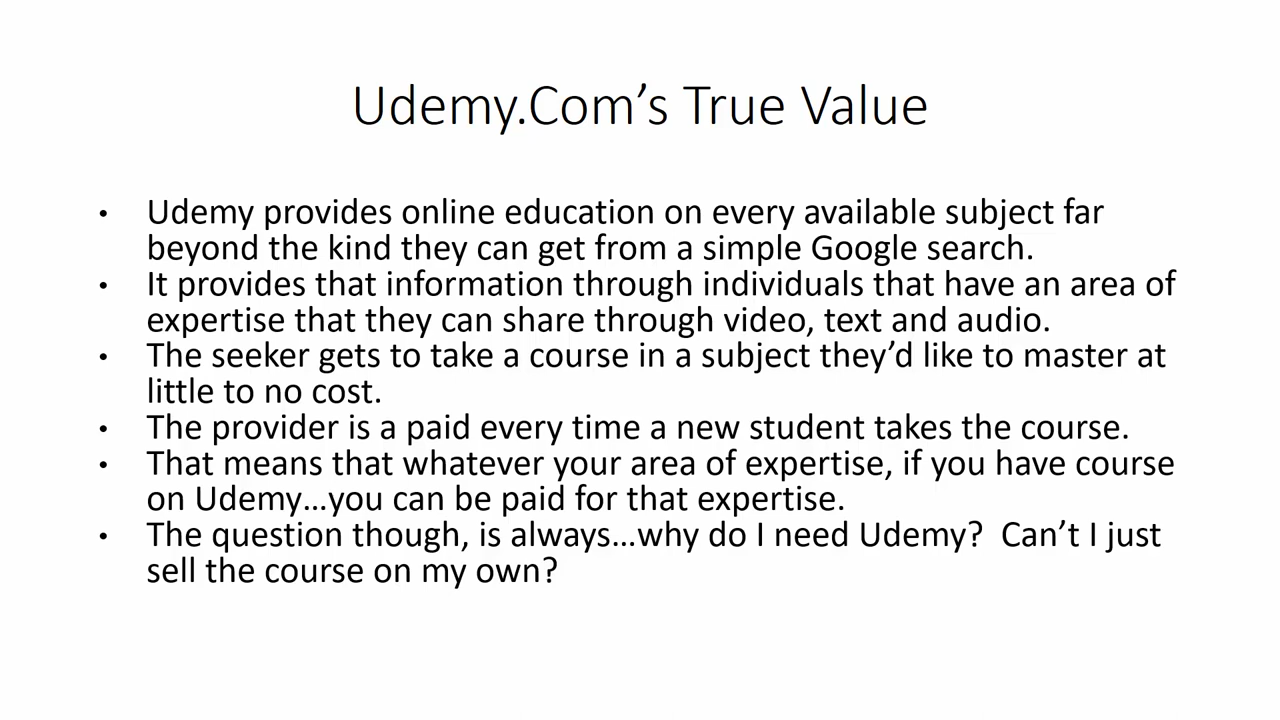 Udemy.Com’s True Value
• Udemy provides online education on every available subject far
beyond the kind they can get from a simple Google search.
• It provides that information through individuals that have an area of
expertise that they can share through video, text and audio.
• The seeker gets to take a course in a subject they’d like to master at
little to no cost.
• The provider is a paid every time a new student takes the course.
• That means that whatever your area of expertise, if you have course
on Udemy…you can be paid for that expertise.
• The question though, is always…why do I need Udemy?  Can’t I just
sell the course on my own?